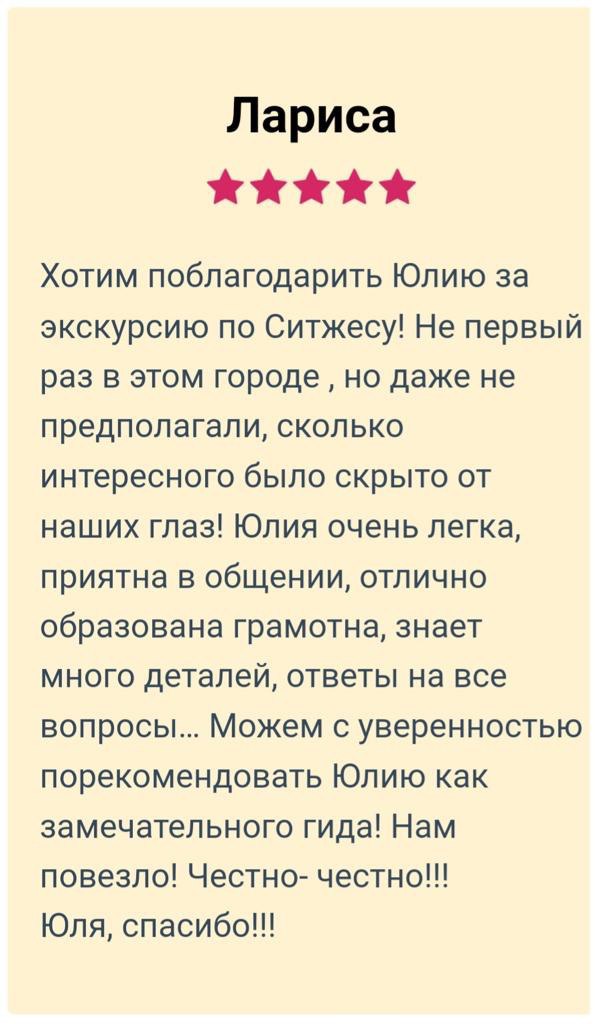 Лариса
Хотим поблагодарить Юлию за
экскурсию по Ситжесу! Не первый
раз в этом городе , но даже не
предполагали, сколько
интересного было скрыто от
наших глаз! Юлия очень легка,
приятна в общении, отлично
образована грамотна, знает
много деталей, ответы на все
вопросы... Можем с уверенностью
порекомендовать Юлию как
замечательного гида! Нам
повезло! Честно- честно!!!
Юля, спасибо!!!